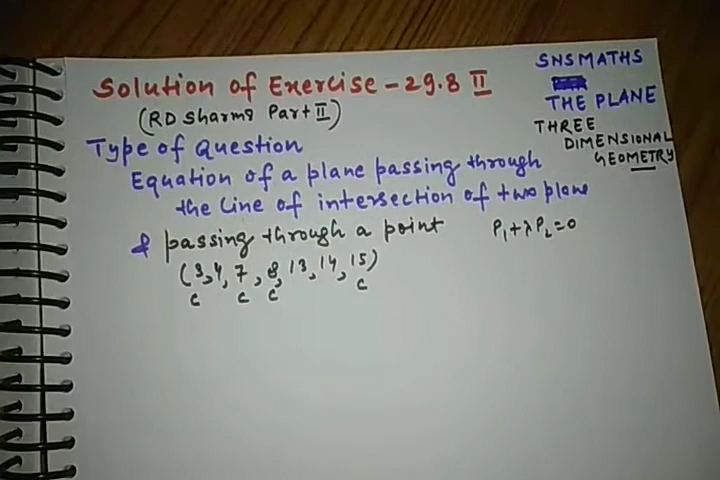 Solution of Exercise-29.8 II
(RD Sharma Part II)
SNSMATHS
THE PLANE
THREE
DIMENSIONAL
GEOMETRY
Type of Question
Equation of a plane passing through
the line of intersection of two plane
& passing through a point
P₁+λP₂=0
(3,4,7,8,13,14,15)
c c c c